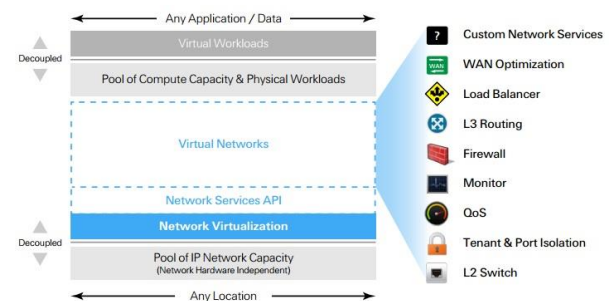 Any Application / Data
Virtual Workloads
Decoupled
Pool of Compute Capacity & Physical Workloads
Virtual Networks
Network Services API
Network Virtualization
Decoupled
Pool of IP Network Capacity
(Network Hardware Independent)
Any Location
?
Custom Network Services
WAN
WAN Optimization
Load Balancer
L3 Routing
Firewall
Monitor
QoS
Tenant & Port Isolation
L2 Switch